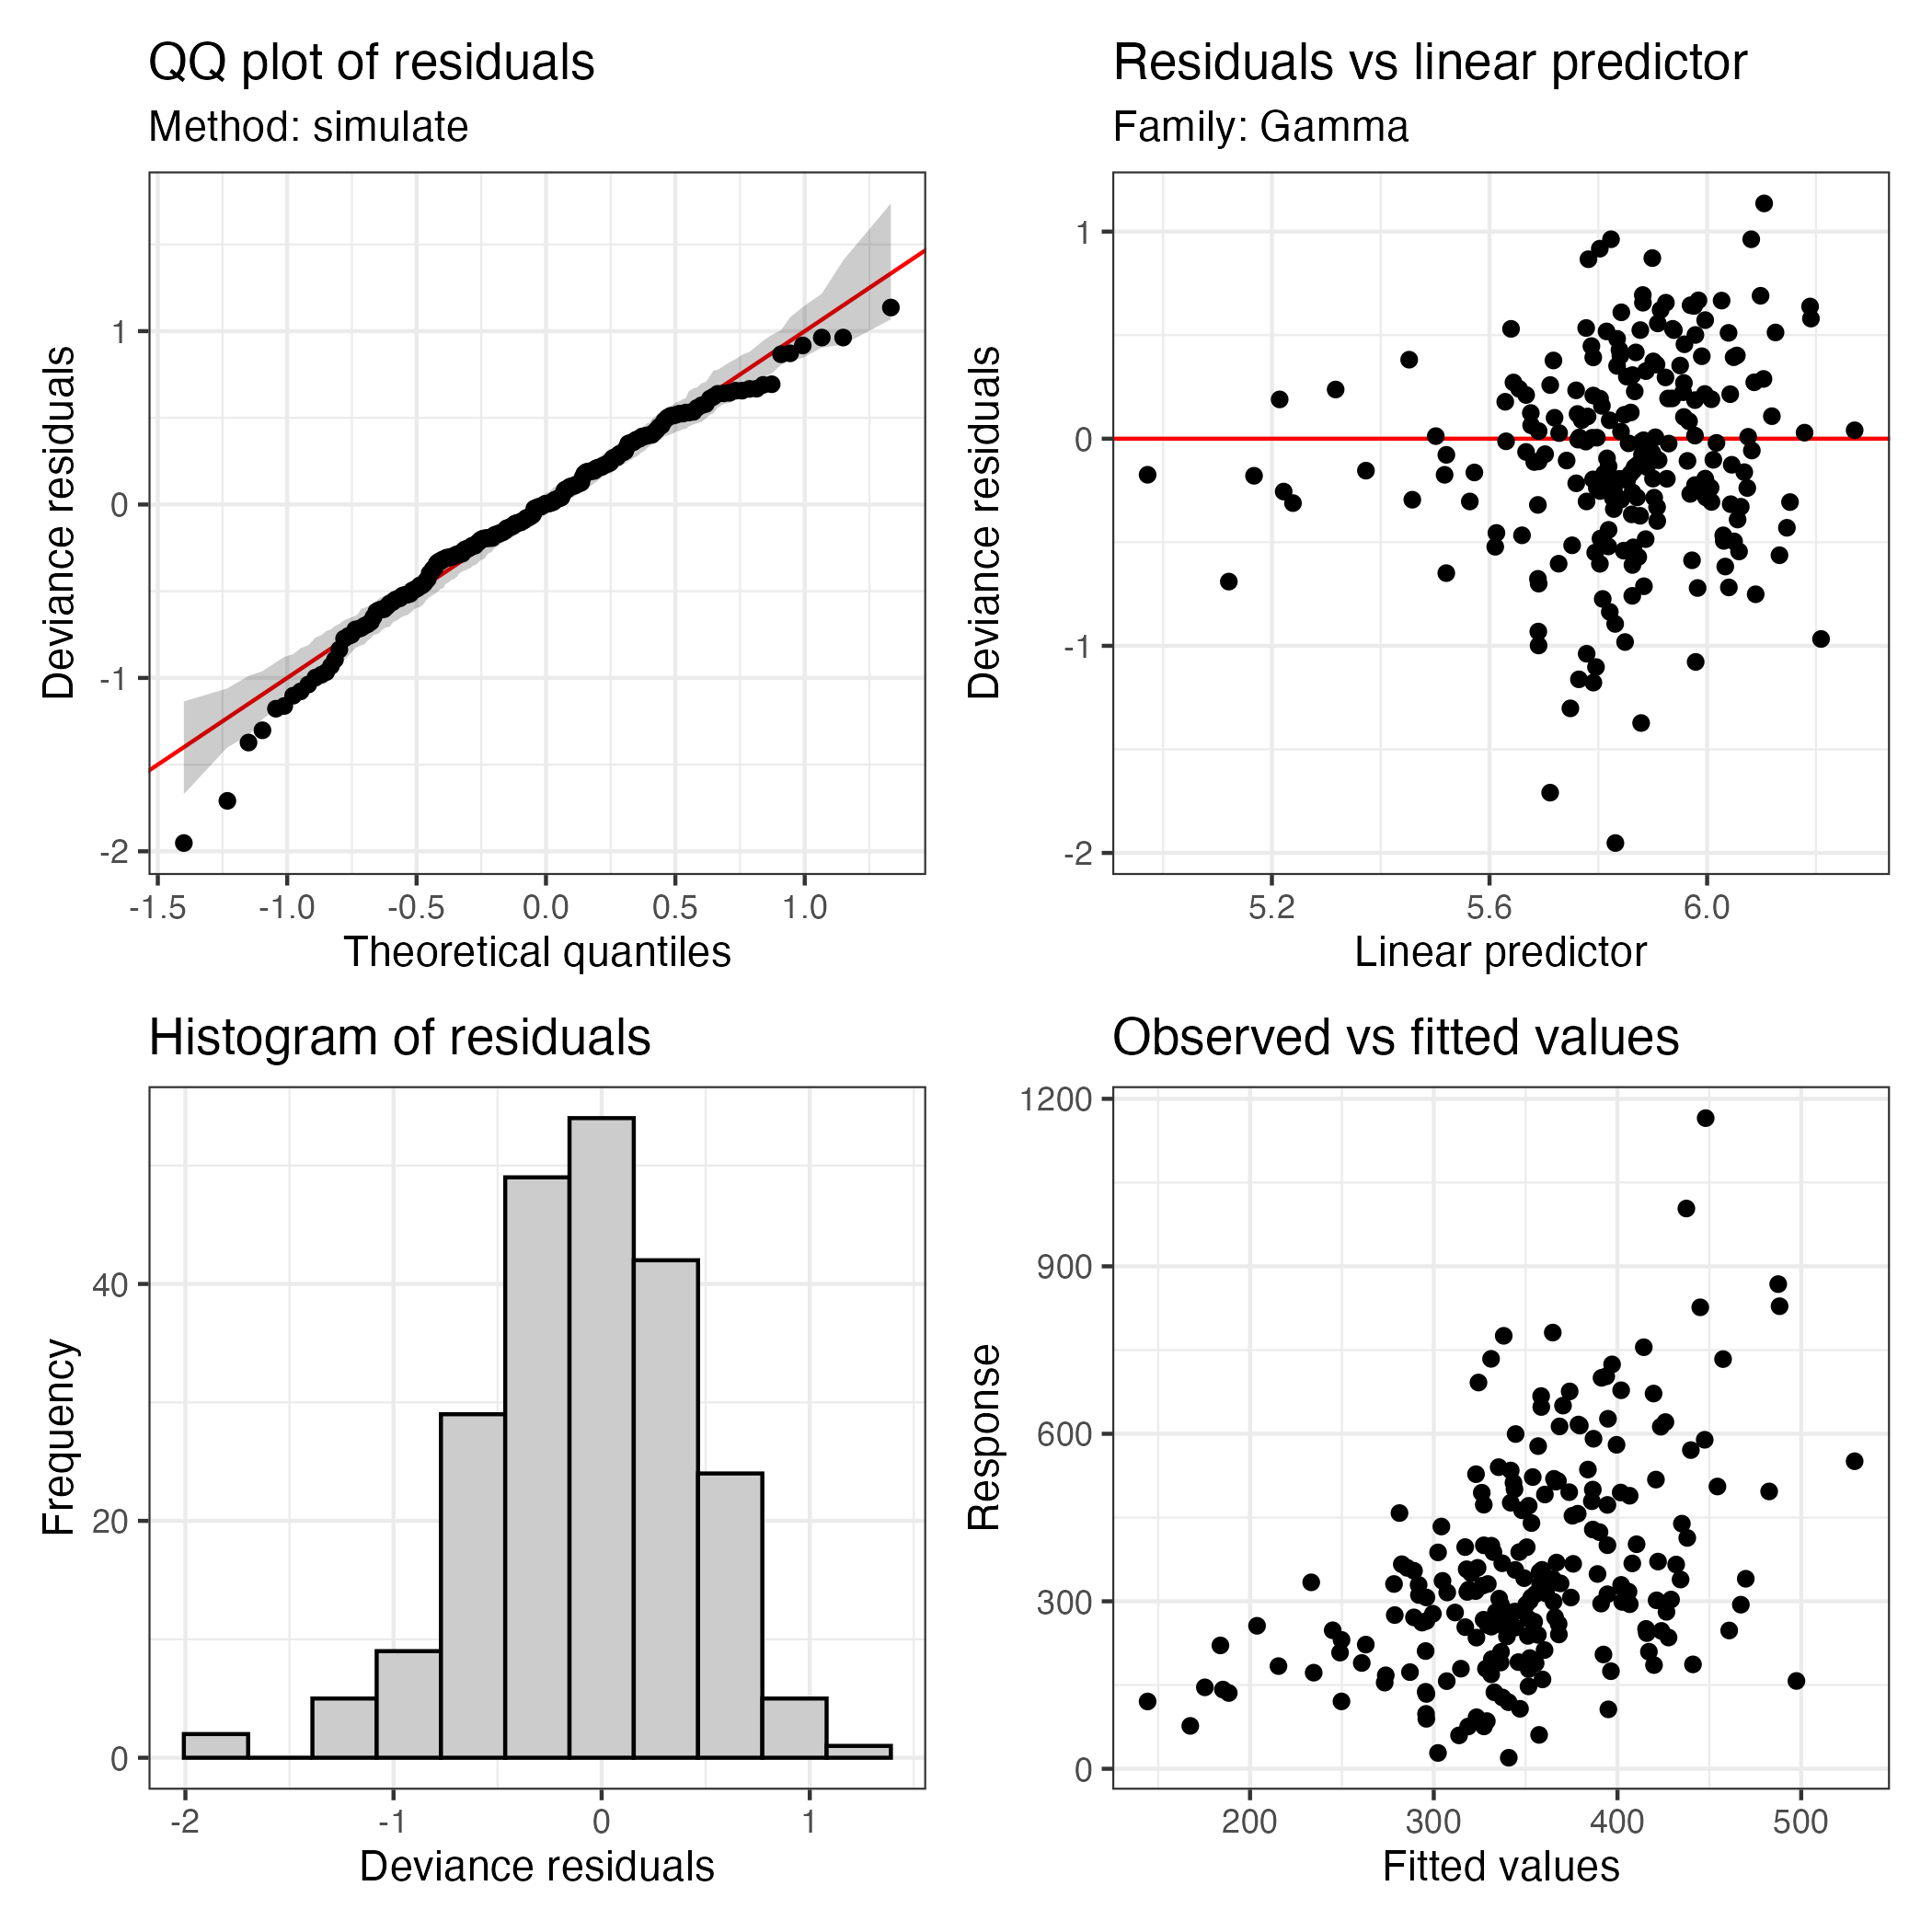 QQ plot of residuals
Method: simulate
1
0
-1
-2
Deviance residuals
-1.5 -1.0 -0.5 0.0 0.5 1.0
Theoretical quantiles
Residuals vs linear predictor
Family: Gamma
1
0
-1
-2
Deviance residuals
5.2 5.6 6.0
Linear predictor
Histogram of residuals
40
20
0
Frequency
-2 -1 0 1
Deviance residuals
Observed vs fitted values
1200
900
600
300
0
Response
200 300 400 500
Fitted values